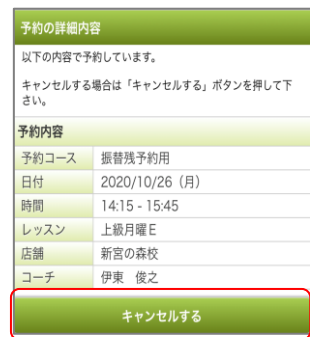 予約の詳細内容
以下の内容で予約しています。
キャンセルする場合は「キャンセルする」ボタンを押して下
さい。
予約内容
予約コース 振替残予約用
日付 2020/10/26（月）
時間 14:15 - 15:45
レッスン 上級月曜Ｅ
店舗 新宮の森校
コーチ 伊東　俊之
キャンセルする